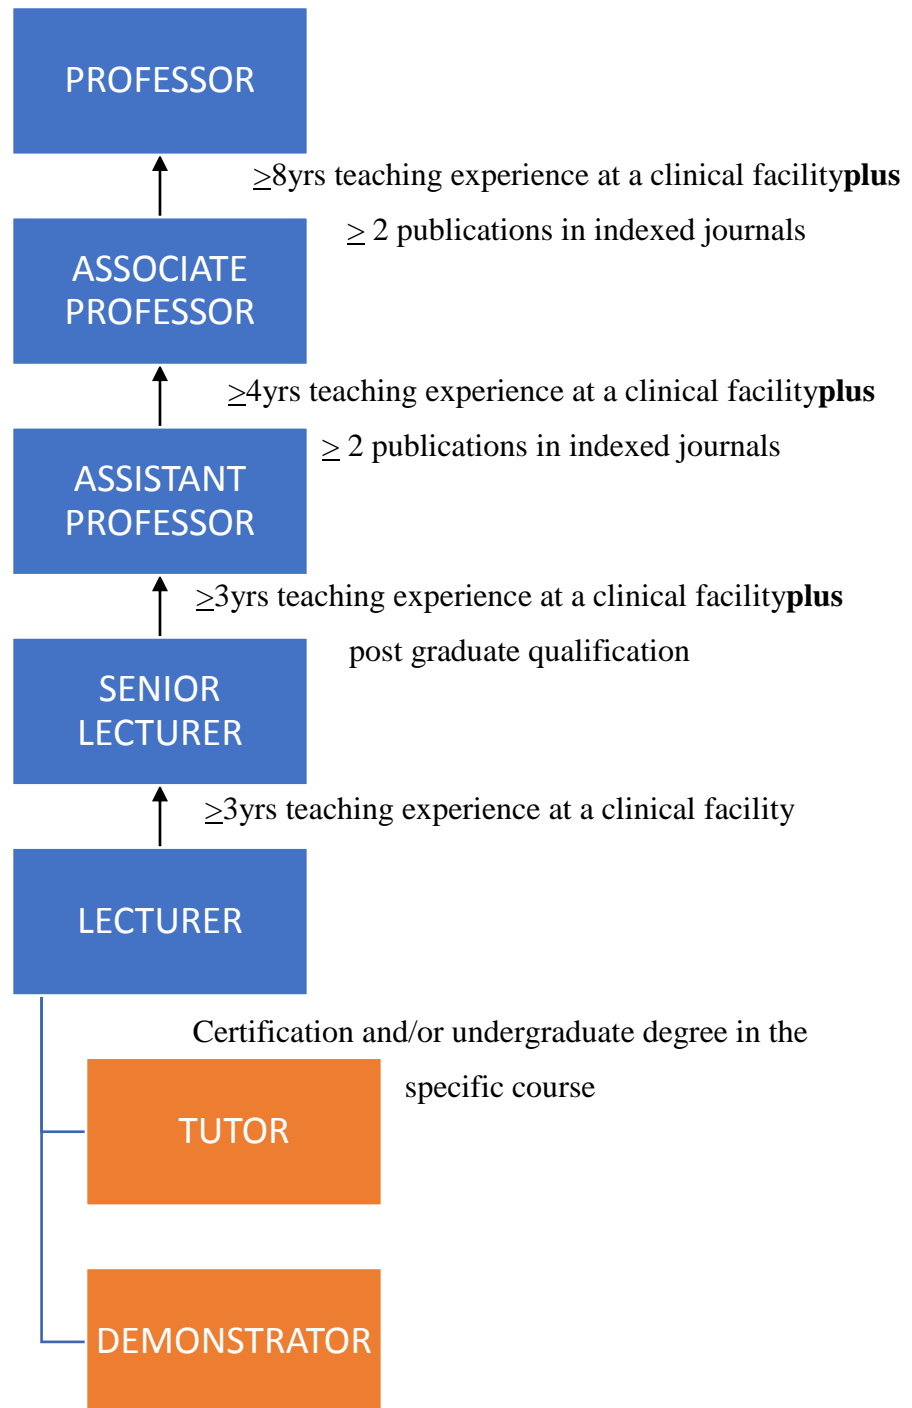 PROFESSOR
≥8yrs teaching experience at a clinical facilityplus
≥ 2 publications in indexed journals
ASSOCIATE
PROFESSOR
≥4yrs teaching experience at a clinical facilityplus
≥ 2 publications in indexed journals
ASSISTANT
PROFESSOR
≥3yrs teaching experience at a clinical facilityplus
post graduate qualification
SENIOR
LECTURER
≥3yrs teaching experience at a clinical facility
LECTURER
Certification and/or undergraduate degree in the
specific course
TUTOR
DEMONSTRATOR